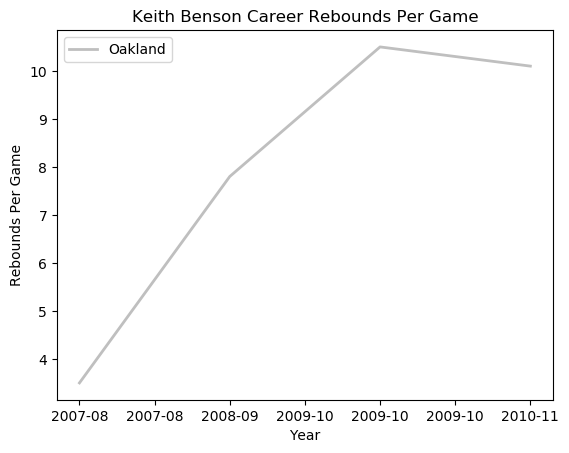 Keith Benson Career Rebounds Per Game
Oakland
10
9
8
7
6
5
4
Rebounds Per Game
2007-08 2007-08 2008-09 2009-10 2009-10 2009-10 2010-11
Year